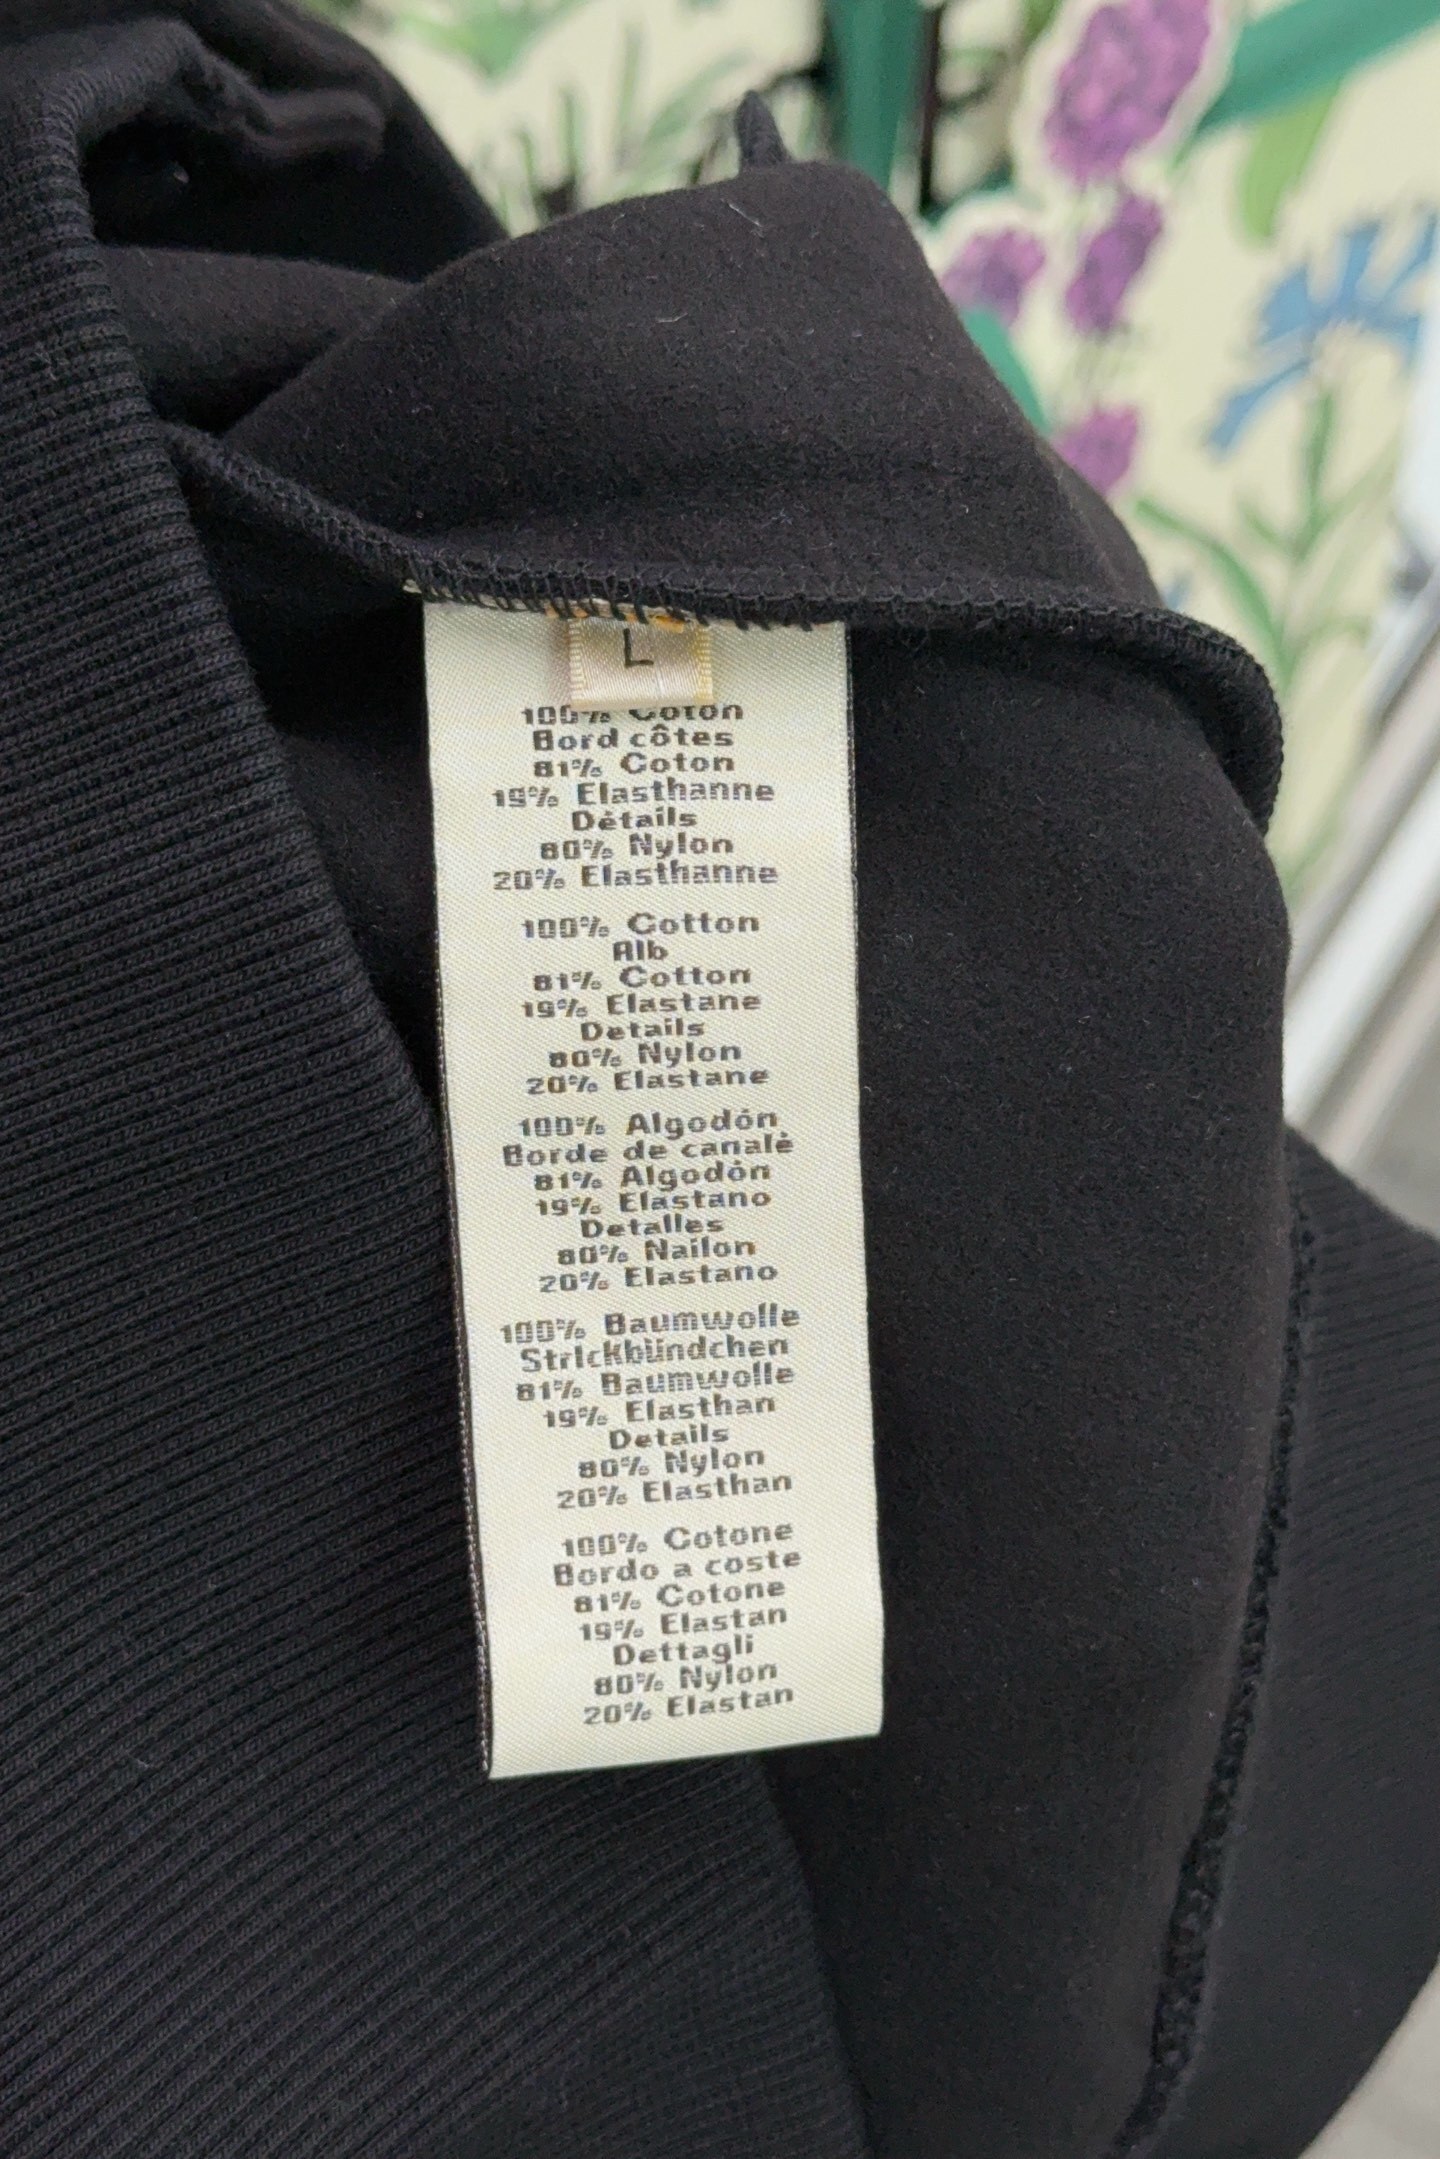 L
100% Coton
Bord côtes
81% Coton
19% Elasthanne
Détails
80% Nylon
20% Elasthanne
100% Cotton
Rib
81% Cotton
19% Elastane
Details
80% Nylon
20% Elastane
100% Algodón
Borde de canalé
81% Algodón
19% Elastano
Detalles
80% Nailon
20% Elastano
100% Baumwolle
Strickbündchen
81% Baumwolle
19% Elasthan
Details
80% Nylon
20% Elasthan
100% Cotone
Bordo a coste
81% Cotone
19% Elastan
Dettagli
80% Nylon
20% Elastan